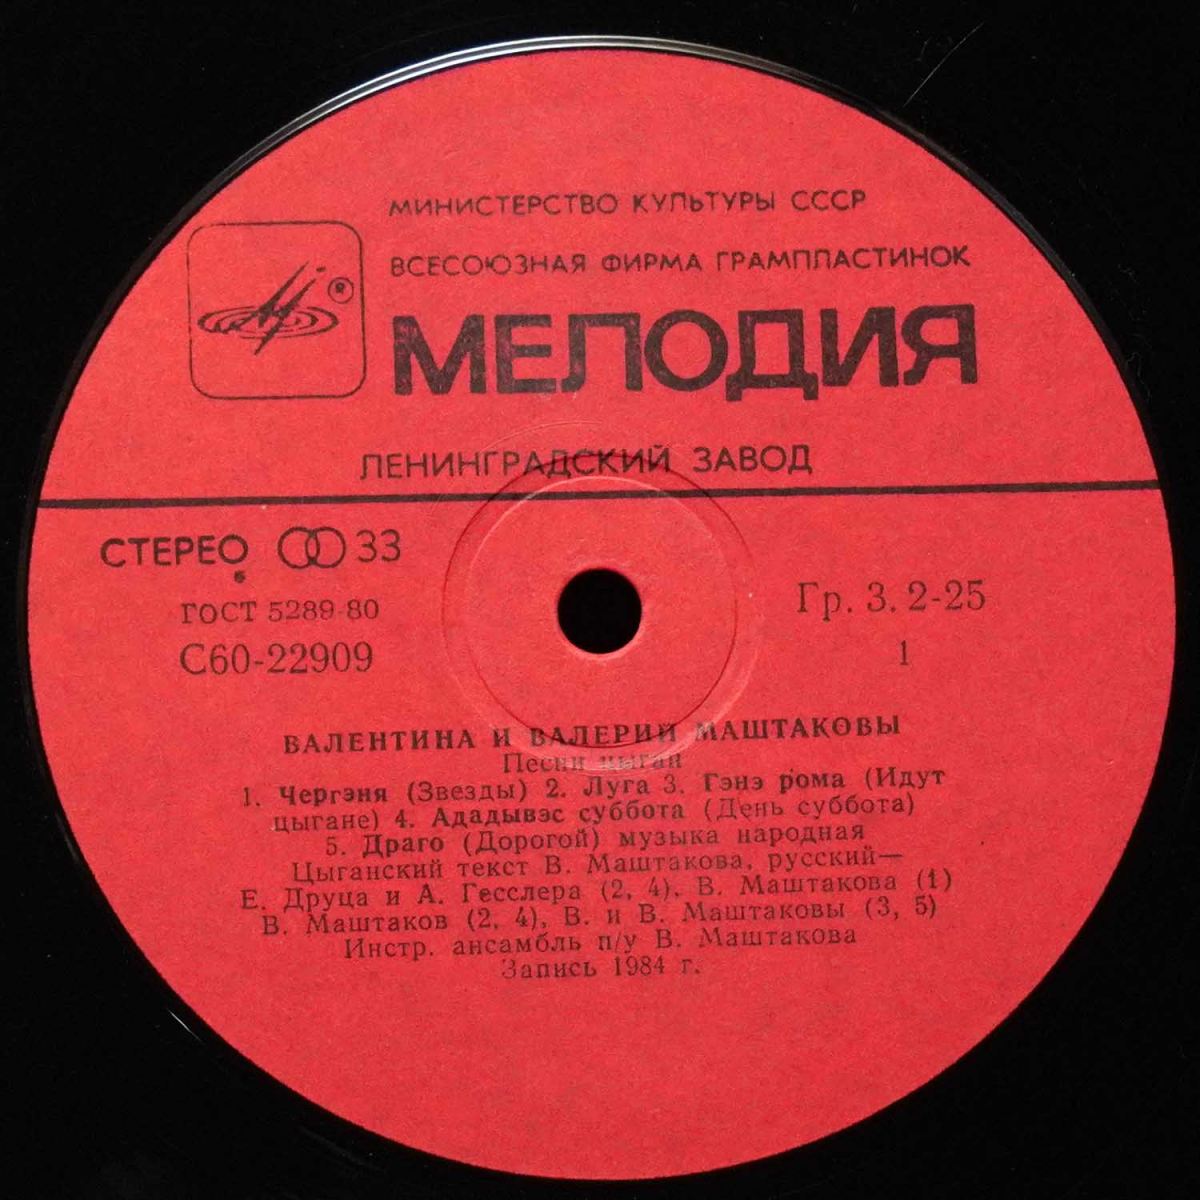 МИНИСТЕРСТВО КУЛЬТУРЫ СССР
ВСЕСОЮЗНАЯ ФИРМА ГРАМПЛАСТИНОК
®
МЕЛОДИЯ
ЛЕНИНГРАДСКИЙ ЗАВОД
СТЕРЕО 33
ГОСТ 5289-80
С60-22909
Гр. 3. 2-25
1
ВАЛЕНТИНА И ВАЛЕРИЙ МАШТАКОВЫ
Песни цыган
1. Чергэня (Звезды) 2. Луга 3. Гэнэ рома (Идут
цыгане) 4. Ададывэс суббота (День суббота)
5. Драго (Дорогой) музыка народная
Цыганский текст В. Маштакова, русский—
Е. Друца и А. Гесслера (2, 4), В. Маштакова (1)
В. Маштаков (2, 4), В. и В. Маштаковы (3, 5)
Инстр. ансамбль п/у В. Маштакова
Запись 1984 г.